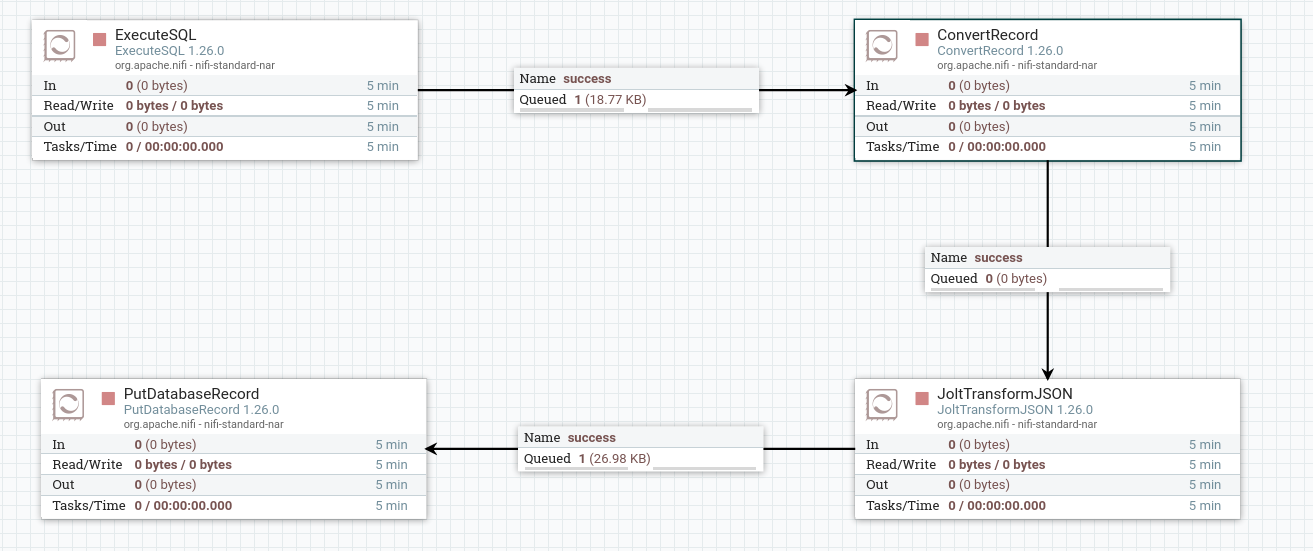 ExecuteSQL
ExecuteSQL 1.26.0
org.apache.nifi - nifi-standard-nar
In 0 (0 bytes) 5 min
Read/Write 0 bytes / 0 bytes 5 min
Out 0 (0 bytes) 5 min
Tasks/Time 0 / 00:00:00.000 5 min
Name success
Queued 1 (18.77 KB)
ConvertRecord
ConvertRecord 1.26.0
org.apache.nifi - nifi-standard-nar
In 0 (0 bytes) 5 min
Read/Write 0 bytes / 0 bytes 5 min
Out 0 (0 bytes) 5 min
Tasks/Time 0 / 00:00:00.000 5 min
Name success
Queued 0 (0 bytes)
PutDatabaseRecord
PutDatabaseRecord 1.26.0
org.apache.nifi - nifi-standard-nar
In 0 (0 bytes) 5 min
Read/Write 0 bytes / 0 bytes 5 min
Out 0 (0 bytes) 5 min
Tasks/Time 0 / 00:00:00.000 5 min
Name success
Queued 1 (26.98 KB)
JoltTransformJSON
JoltTransformJSON 1.26.0
org.apache.nifi - nifi-standard-nar
In 0 (0 bytes) 5 min
Read/Write 0 bytes / 0 bytes 5 min
Out 0 (0 bytes) 5 min
Tasks/Time 0 / 00:00:00.000 5 min